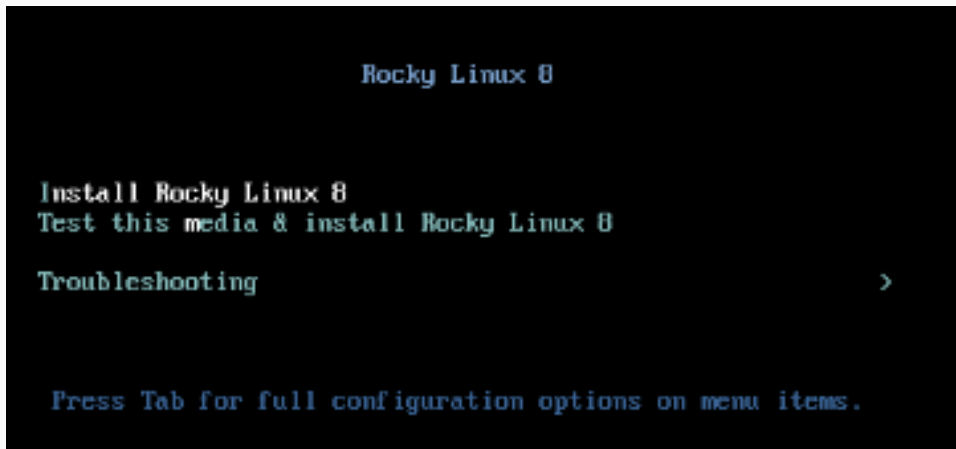 Rocky Linux 8
Install Rocky Linux 8
Test this media & install Rocky Linux 8
Troubleshooting >
Press Tab for full configuration options on menu items.